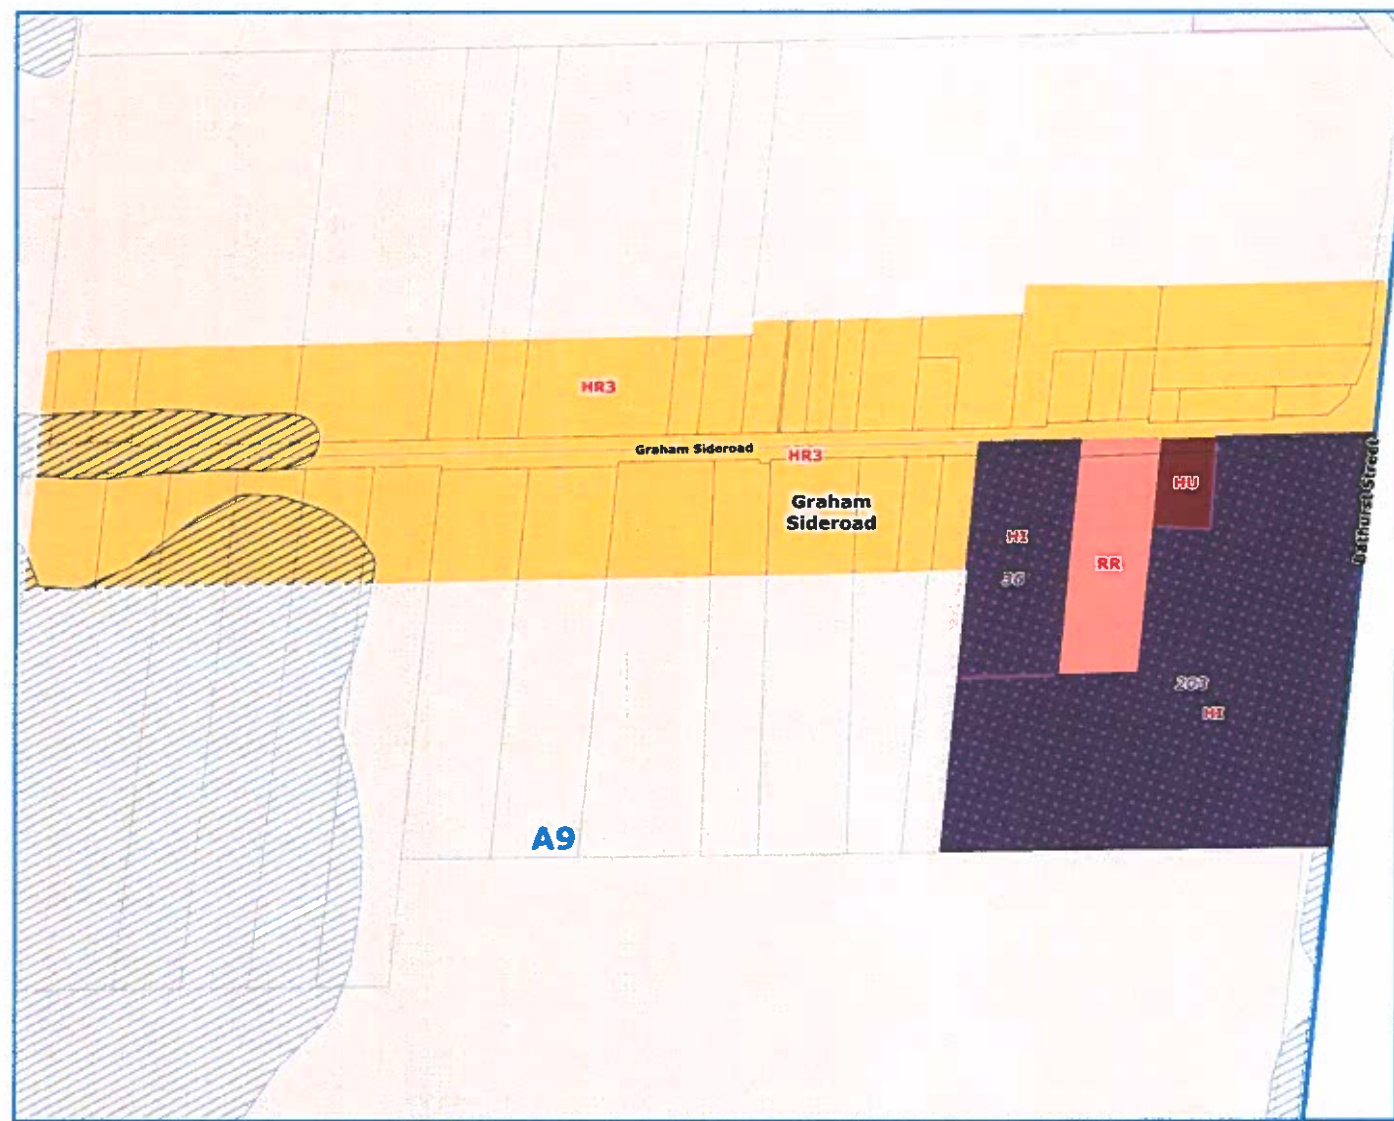 HR3
Graham Sideroad
HR3
Graham
Sideroad
HU
HI
RR
36
203
HI
A9
Bathurst Street